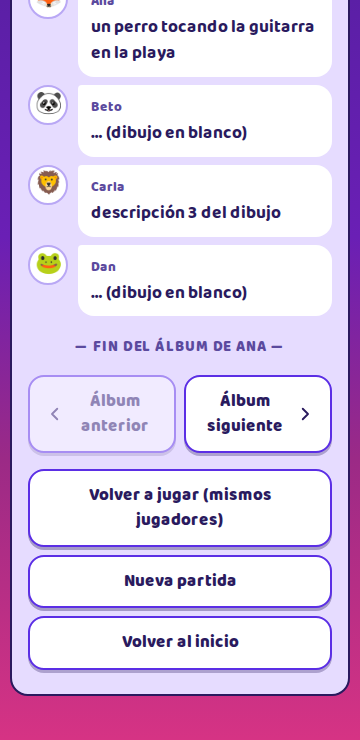 Ana
un perro tocando la guitarra
en la playa
Beto
... (dibujo en blanco)
Carla
descripción 3 del dibujo
Dan
... (dibujo en blanco)
— FIN DEL ÁLBUM DE ANA —
Álbum
anterior
Álbum
siguiente
Volver a jugar (mismos
jugadores)
Nueva partida
Volver al inicio